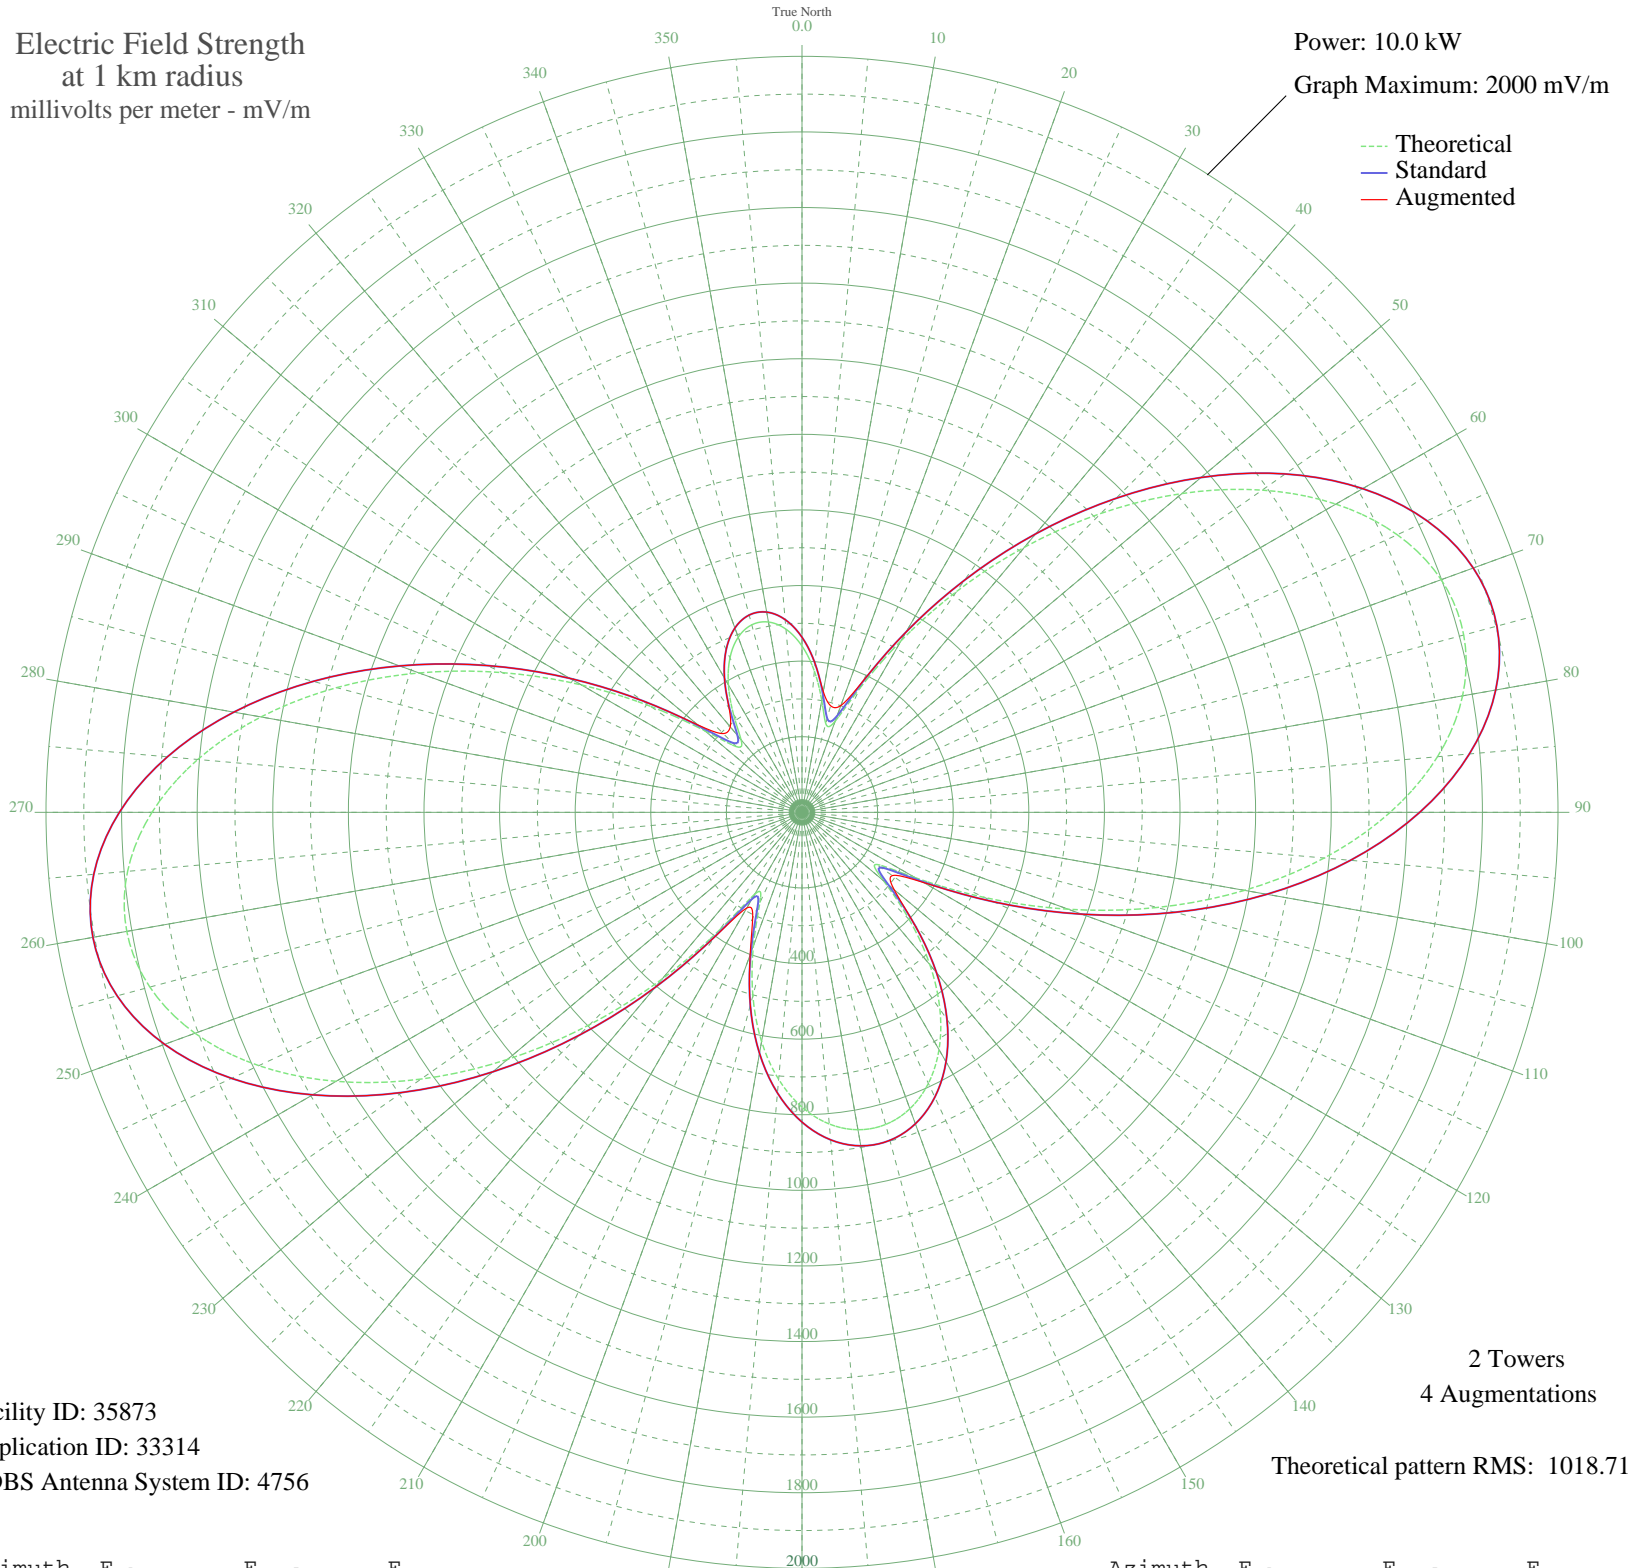 True North
0.0
Electric Field Strength
at 1 km radius
millivolts per meter - mV/m
Power: 10.0 kW
Graph Maximum: 2000 mV/m
Theoretical
Standard
Augmented
10
20
30
40
50
60
70
80
90
100
110
120
130
140
150
160
200
210
220
230
240
250
260
270
280
290
300
310
320
330
340
350
400
600
800
1000
1200
1400
1600
1800
2000
2 Towers
4 Augmentations
Theoretical pattern RMS: 1018.71
cility ID: 35873
plication ID: 33314
DBS Antenna System ID: 4756
imuth E E E
Azimuth E E E